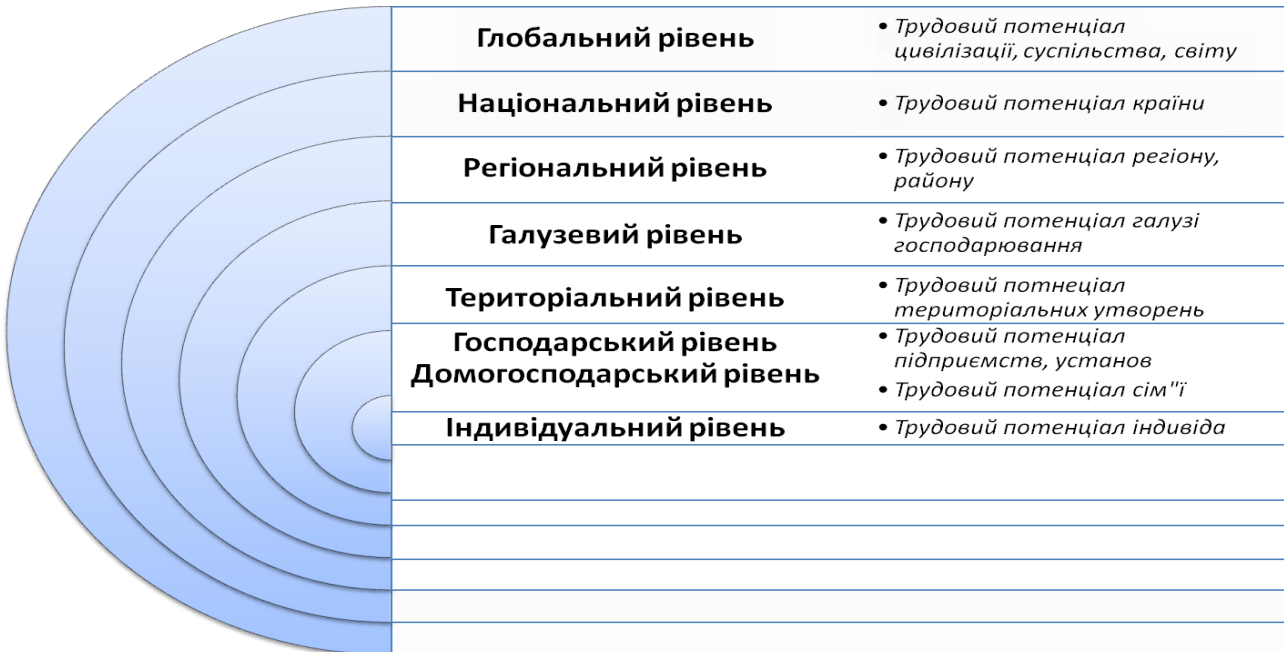 Глобальний рівень
• Трудовий потенціал
цивілізації, суспільства, світу
Національний рівень
• Трудовий потенціал країни
Регіональний рівень
• Трудовий потенціал регіону,
району
Галузевий рівень
• Трудовий потенціал галузі
господарювання
Територіальний рівень
• Трудовий потнеціал
територіальних утворень
Господарський рівень
Домогосподарський рівень
• Трудовий потенціал
підприємств, установ
• Трудовий потенціал сім"ї
Індивідуальний рівень
• Трудовий потенціал індивіда